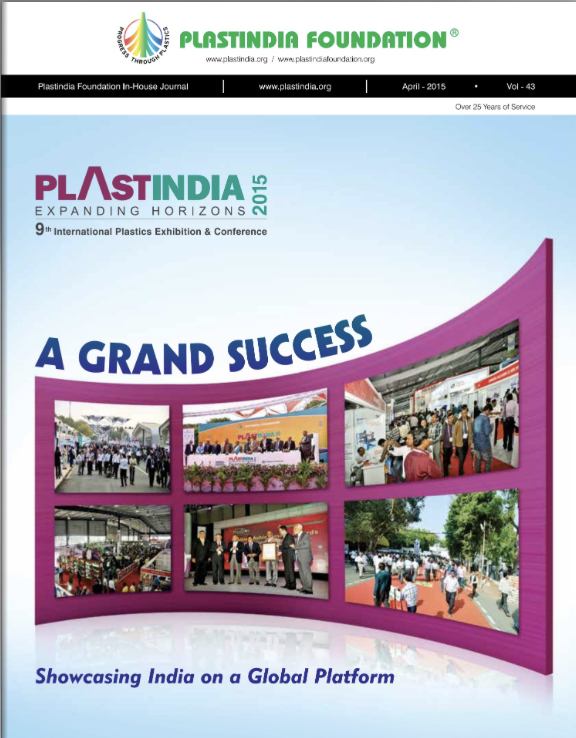 PROGRESS THROUGH PLASTICS
PLASTINDIA FOUNDATION®
www.plastindia.org / www.plastindiafoundation.org
Plastindia Foundation In-House Journal | www.plastindia.org | April - 2015 • Vol - 43
Over 25 Years of Service
PLASTINDIA 2015
EXPANDING HORIZONS
9th International Plastics Exhibition & Conference
A GRAND SUCCESS
PLASTINDIA
PLASTINDIA
Showcasing India on a Global Platform